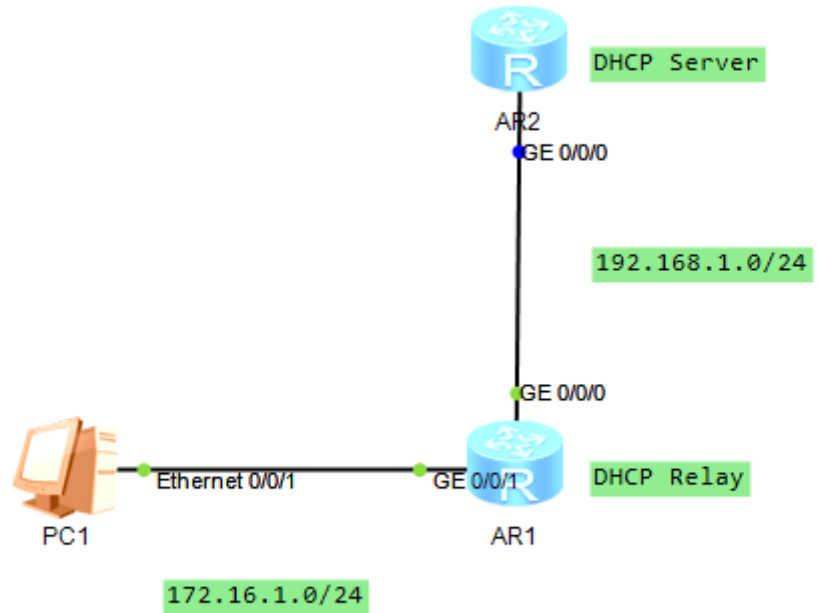 R
DHCP Server
AR2
GE 0/0/0
192.168.1.0/24
GE 0/0/0
Ethernet 0/0/1
GE 0/0/1
R
DHCP Relay
PC1
AR1
172.16.1.0/24